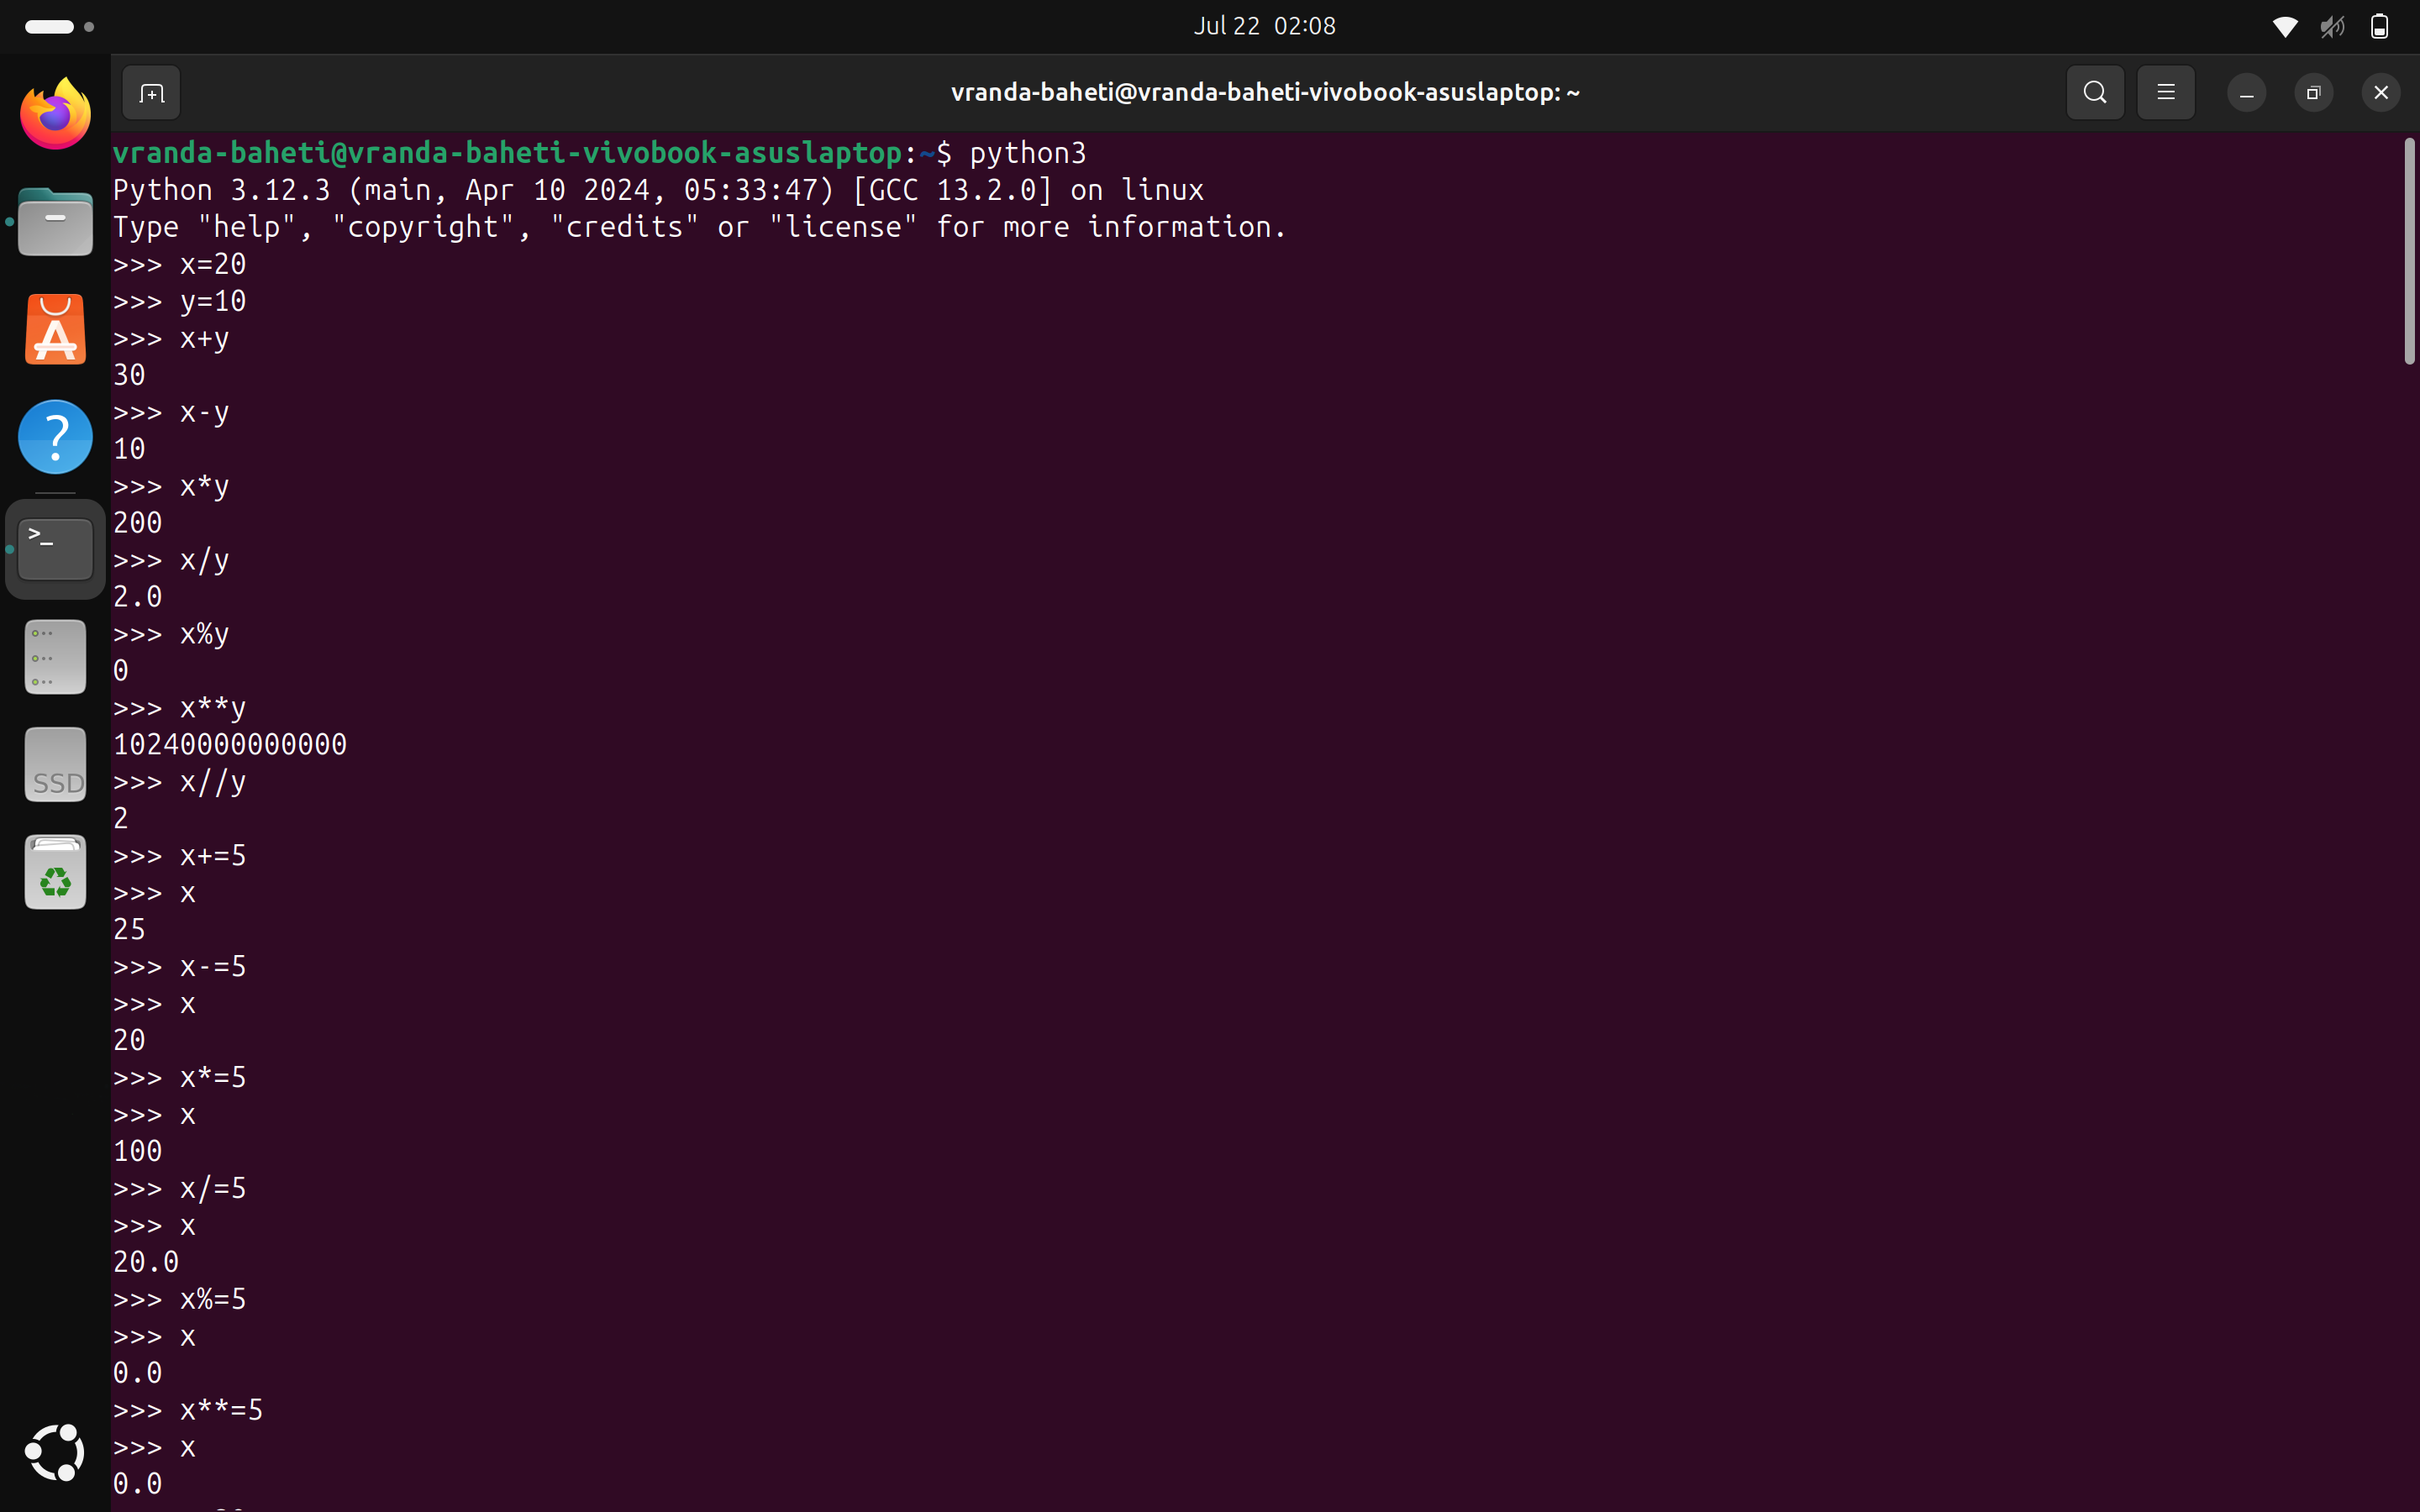 Jul 22 02:08
vranda-baheti@vranda-baheti-vivobook-asuslaptop: ~
vranda-baheti@vranda-baheti-vivobook-asuslaptop:~$ python3
Python 3.12.3 (main, Apr 10 2024, 05:33:47) [GCC 13.2.0] on linux
Type "help", "copyright", "credits" or "license" for more information.
>>> x=20
>>> y=10
>>> x+y
30
>>> x-y
10
>>> x*y
200
>>> x/y
2.0
>>> x%y
0
>>> x**y
10240000000000
>>> x//y
2
>>> x+=5
>>> x
25
>>> x-=5
>>> x
20
>>> x*=5
>>> x
100
>>> x/=5
>>> x
20.0
>>> x%=5
>>> x
0.0
>>> x**=5
>>> x
0.0
SSD